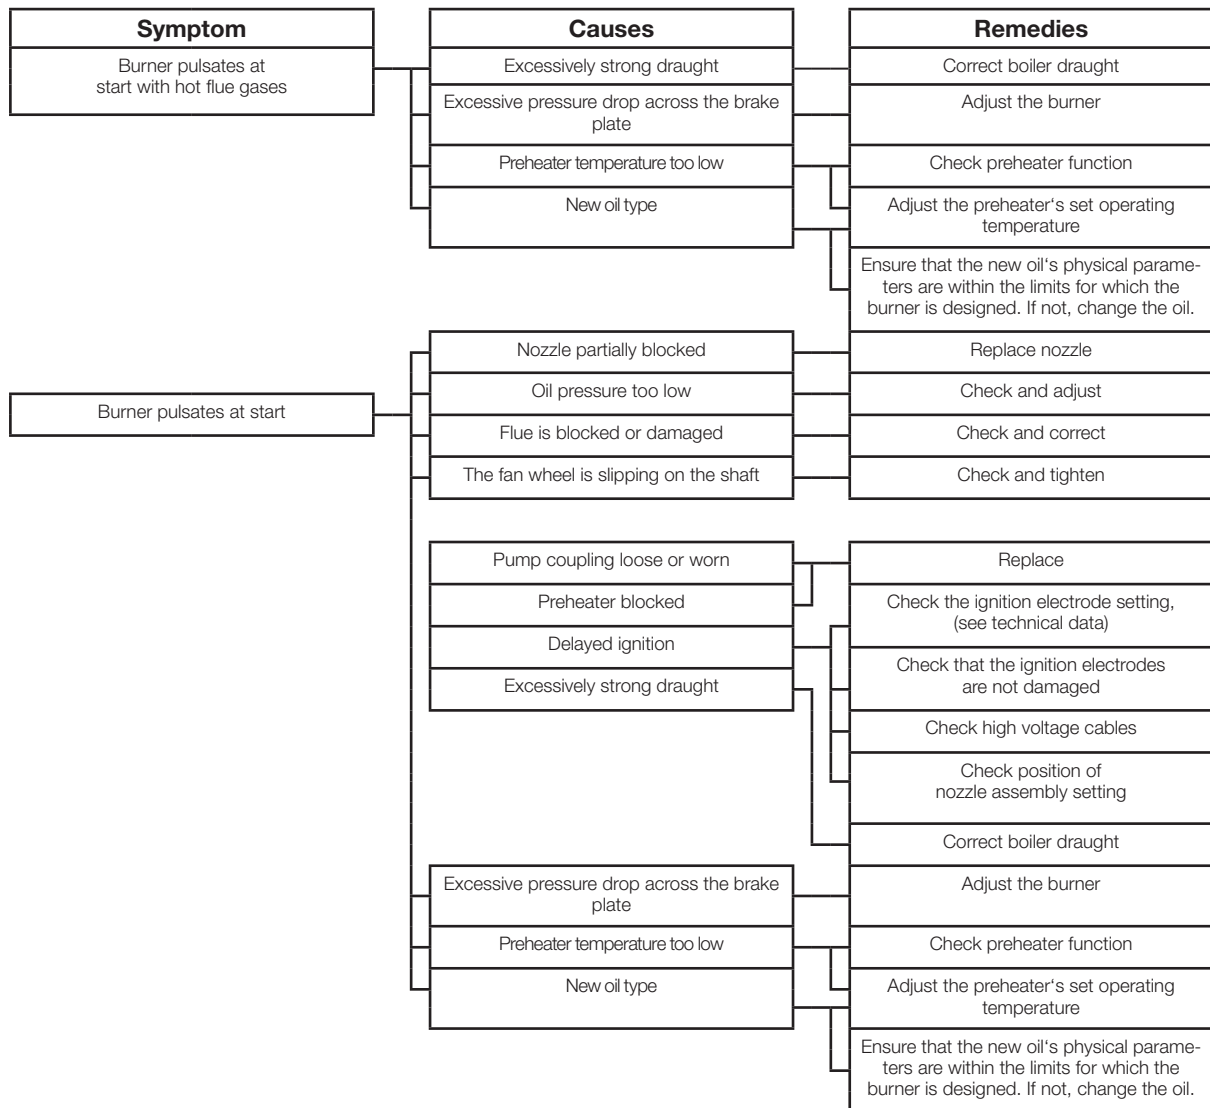 Symptom
Causes
Remedies
Burner pulsates at
start with hot flue gases
Excessively strong draught
Correct boiler draught
Excessive pressure drop across the brake
plate
Adjust the burner
Preheater temperature too low
Check preheater function
New oil type
Adjust the preheater‘s set operating
temperature
Ensure that the new oil‘s physical parame-
ters are within the limits for which the
burner is designed. If not, change the oil.
Burner pulsates at start
Nozzle partially blocked
Replace nozzle
Oil pressure too low
Check and adjust
Flue is blocked or damaged
Check and correct
The fan wheel is slipping on the shaft
Check and tighten
Pump coupling loose or worn
Replace
Preheater blocked
Check the ignition electrode setting,
(see technical data)
Delayed ignition
Check that the ignition electrodes
are not damaged
Excessively strong draught
Check high voltage cables
Check position of
nozzle assembly setting
Correct boiler draught
Excessive pressure drop across the brake
plate
Adjust the burner
Preheater temperature too low
Check preheater function
New oil type
Adjust the preheater‘s set operating
temperature
Ensure that the new oil‘s physical parame-
ters are within the limits for which the
burner is designed. If not, change the oil.